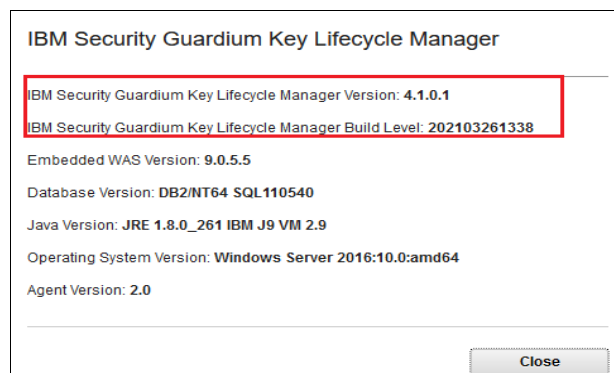 IBM Security Guardium Key Lifecycle Manager
IBM Security Guardium Key Lifecycle Manager Version: 4.1.0.1
IBM Security Guardium Key Lifecycle Manager Build Level: 202103261338
Embedded WAS Version: 9.0.5.5
Database Version: DB2/NT64 SQL110540
Java Version: JRE 1.8.0_261 IBM J9 VM 2.9
Operating System Version: Windows Server 2016:10.0:amd64
Agent Version: 2.0
Close